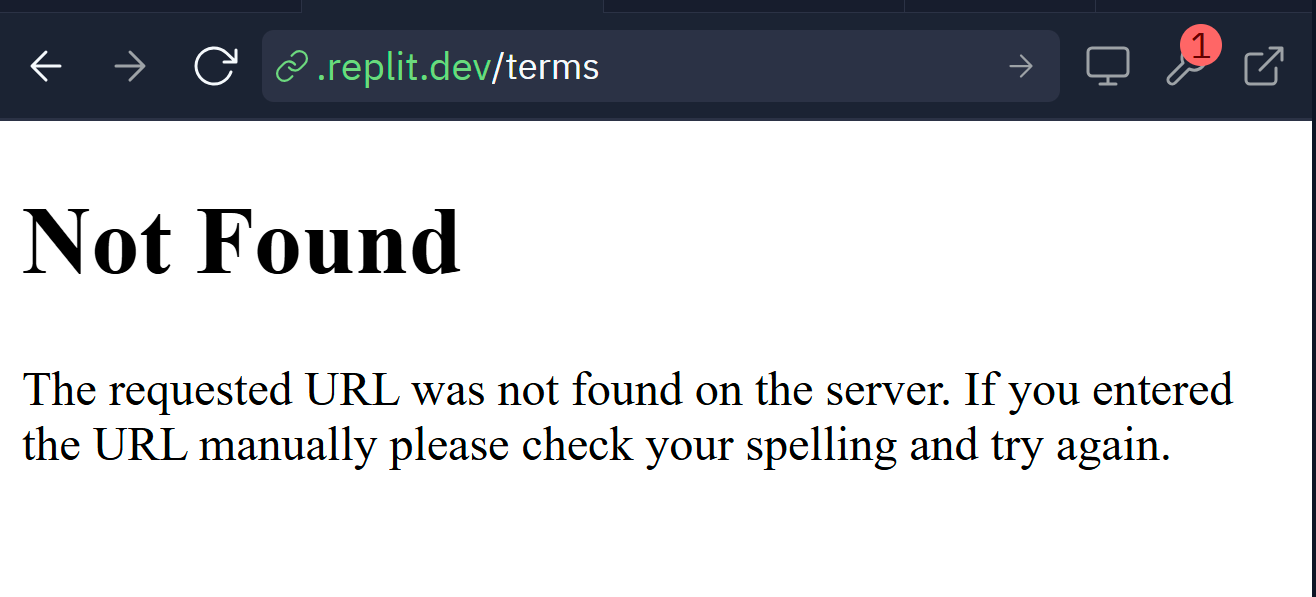 .replit.dev/terms
1
Not Found
The requested URL was not found on the server. If you entered
the URL manually please check your spelling and try again.